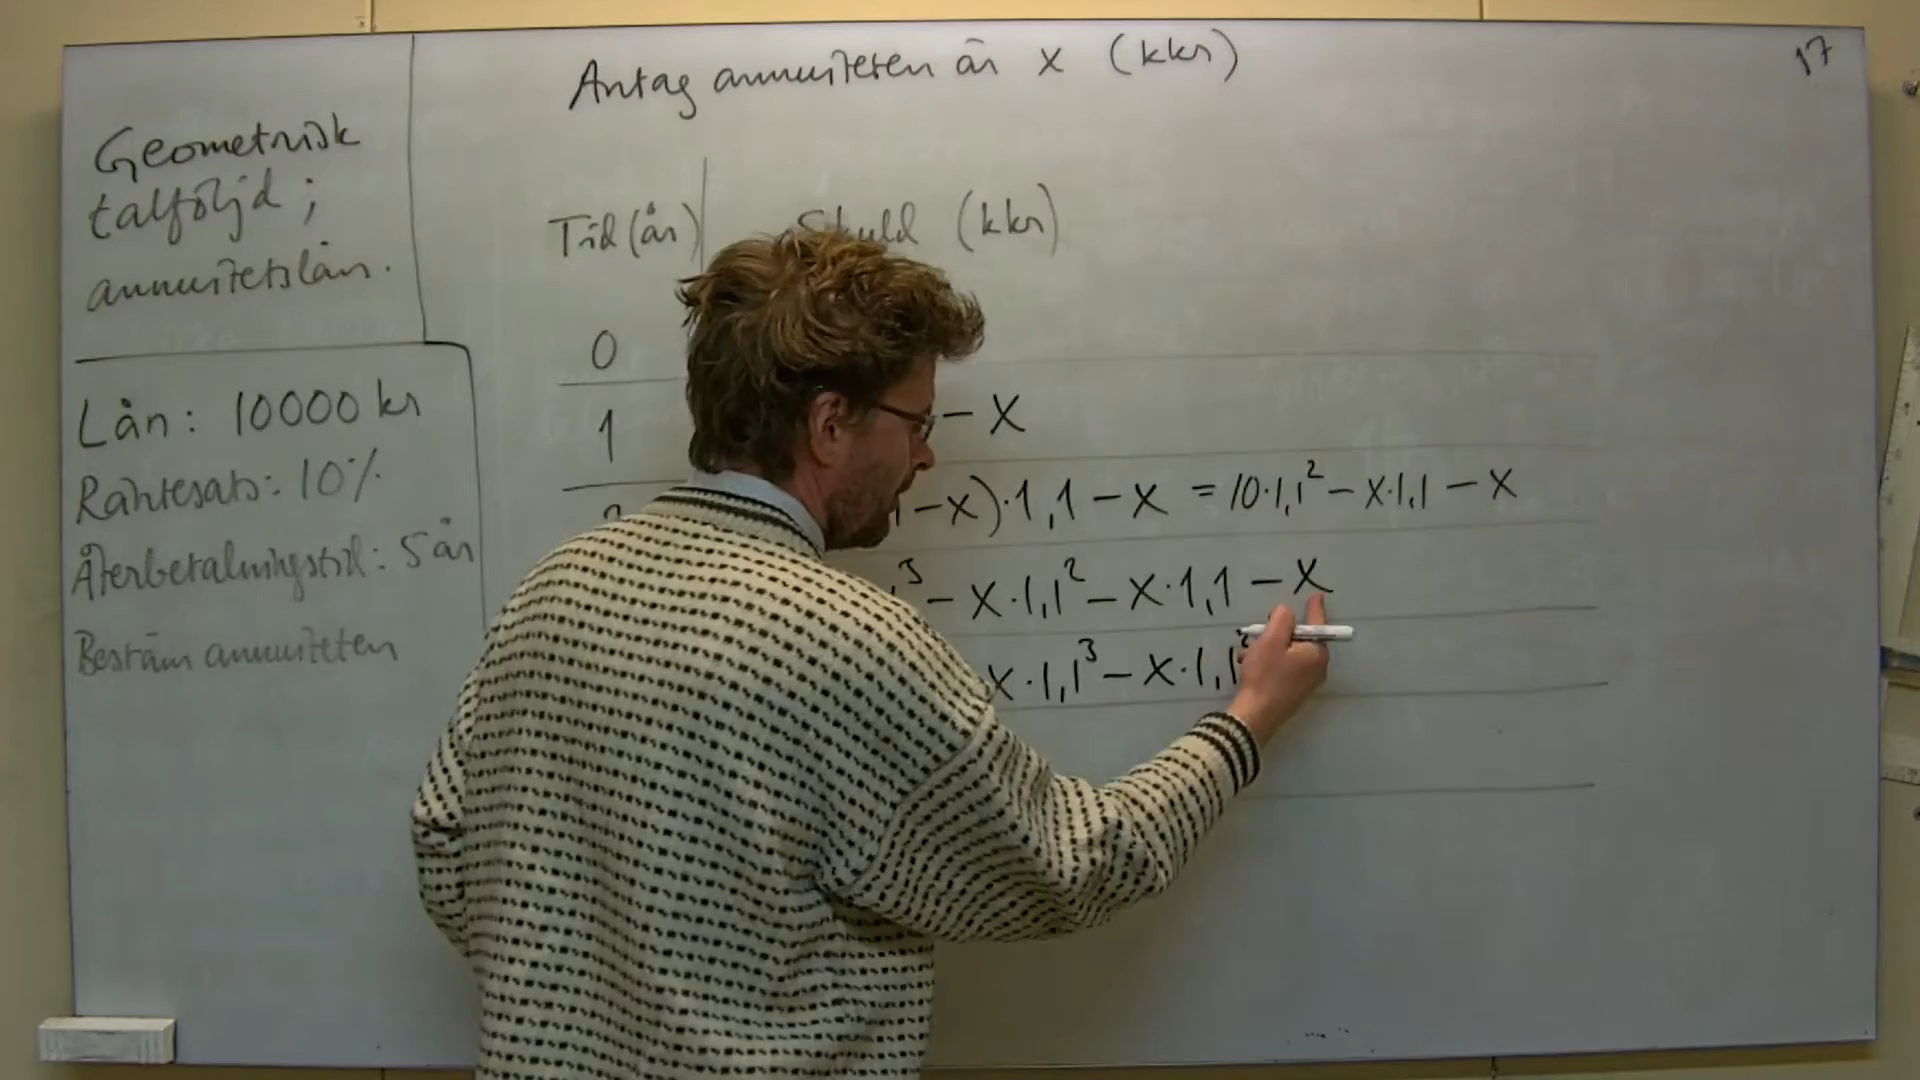 Geometrisk
talföljd;
annuitetslån.
Lån: 10000 kr
Räntesats: 10%
Återbetalningstid: 5 år
Bestäm annuiteten
Antag annuiteten är x (kkr)
17
Tid (år) Skuld (kkr)
0
1 - x
-x)·1,1 - x = 10·1,1² - x·1,1 - x
³ - x·1,1² - x·1,1 - x
x·1,1³ - x·1,1²